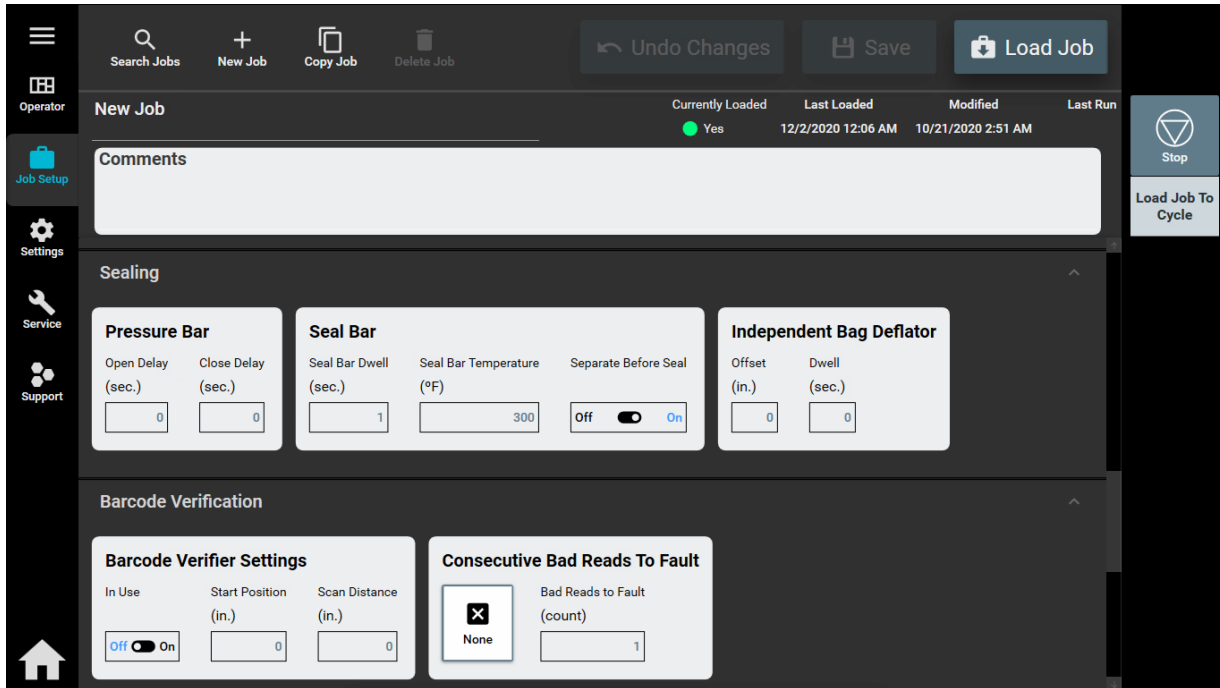 Search Jobs
New Job
Copy Job
Delete Job
Undo Changes
Save
Load Job
Operator
Job Setup
Settings
Service
Support
New Job
Currently Loaded
Yes
Last Loaded
12/2/2020 12:06 AM
Modified
10/21/2020 2:51 AM
Last Run
Comments
Stop
Load Job To
Cycle
Sealing
Pressure Bar
Open Delay
(sec.)
0
Close Delay
(sec.)
0
Seal Bar
Seal Bar Dwell
(sec.)
1
Seal Bar Temperature
(ºF)
300
Separate Before Seal
Off On
Independent Bag Deflator
Offset
(in.)
0
Dwell
(sec.)
0
Barcode Verification
Barcode Verifier Settings
In Use
Off On
Start Position
(in.)
0
Scan Distance
(in.)
0
Consecutive Bad Reads To Fault
None
Bad Reads to Fault
(count)
1